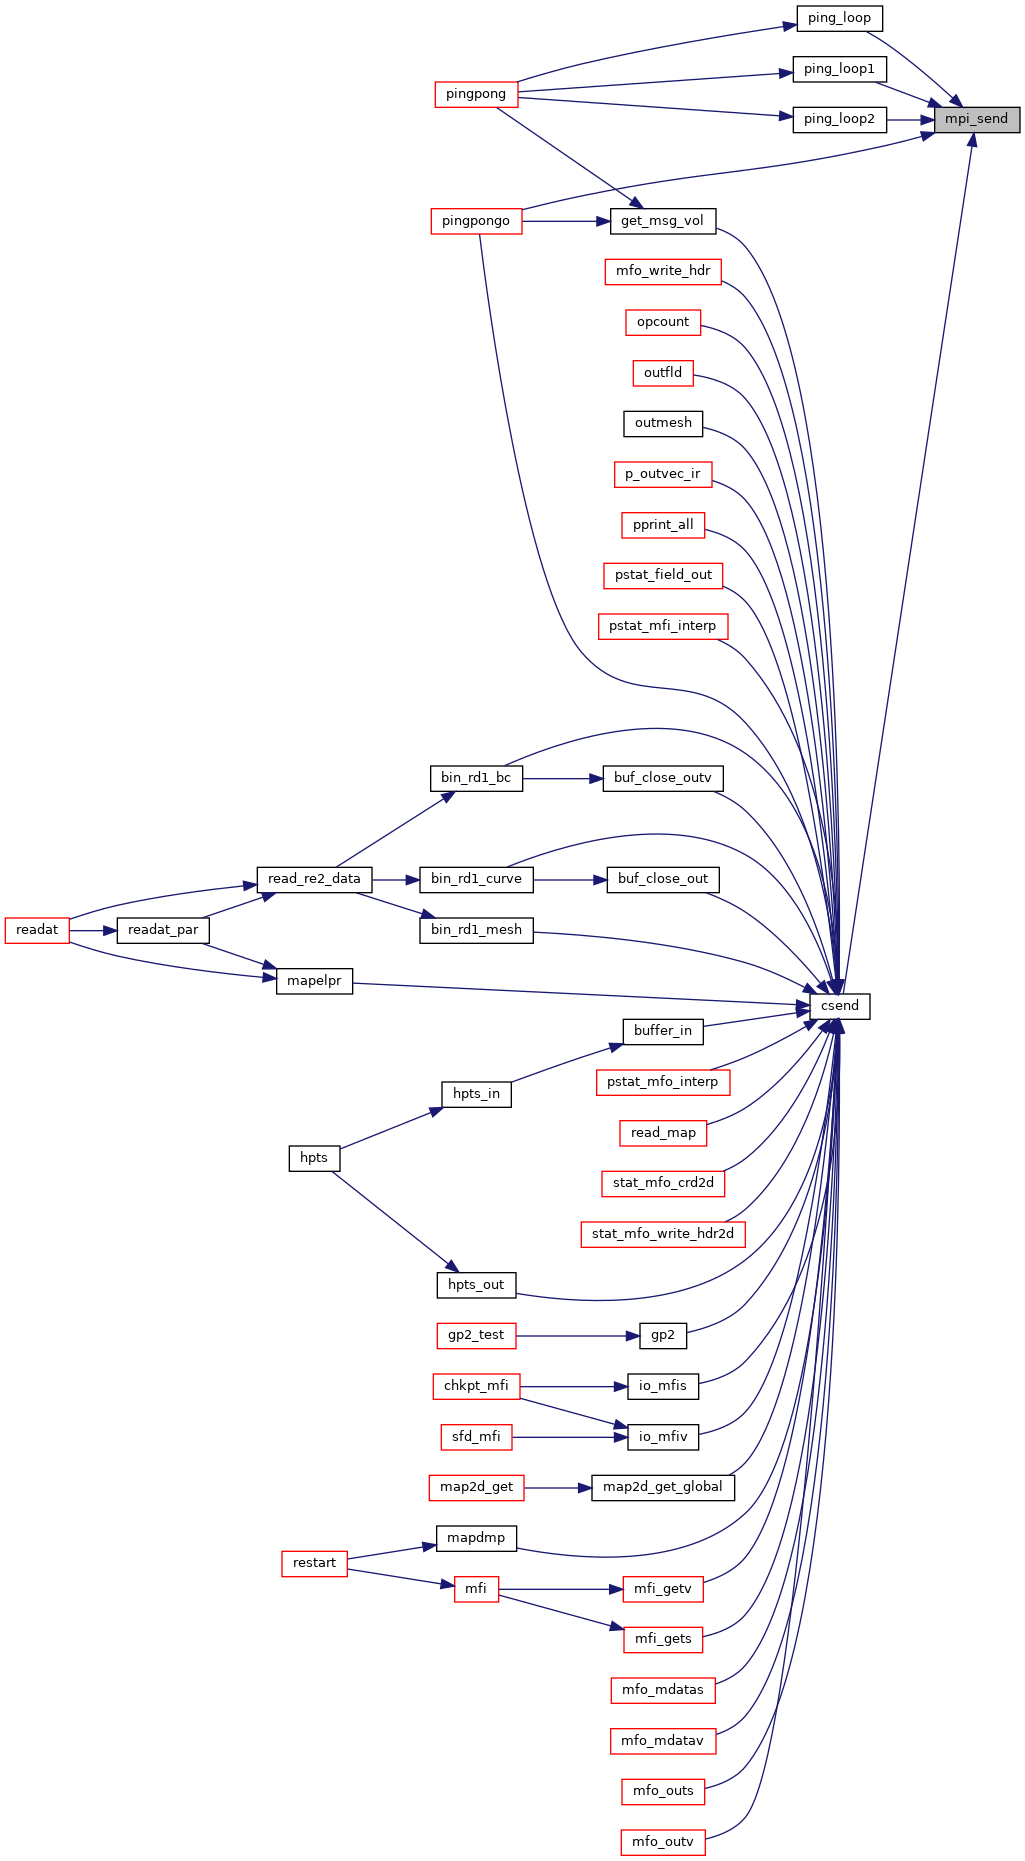 ping_loop
ping_loop1
pingpong
ping_loop2
mpi_send
pingpongo
get_msg_vol
mfo_write_hdr
opcount
outfld
outmesh
p_outvec_ir
pprint_all
pstat_field_out
pstat_mfi_interp
bin_rd1_bc
buf_close_outv
read_re2_data
bin_rd1_curve
buf_close_out
readat
readat_par
bin_rd1_mesh
mapelpr
csend
buffer_in
pstat_mfo_interp
hpts_in
read_map
hpts
stat_mfo_crd2d
stat_mfo_write_hdr2d
hpts_out
gp2_test
gp2
chkpt_mfi
io_mfis
sfd_mfi
io_mfiv
map2d_get
map2d_get_global
mapdmp
restart
mfi
mfi_getv
mfi_gets
mfo_mdatas
mfo_mdatav
mfo_outs
mfo_outv